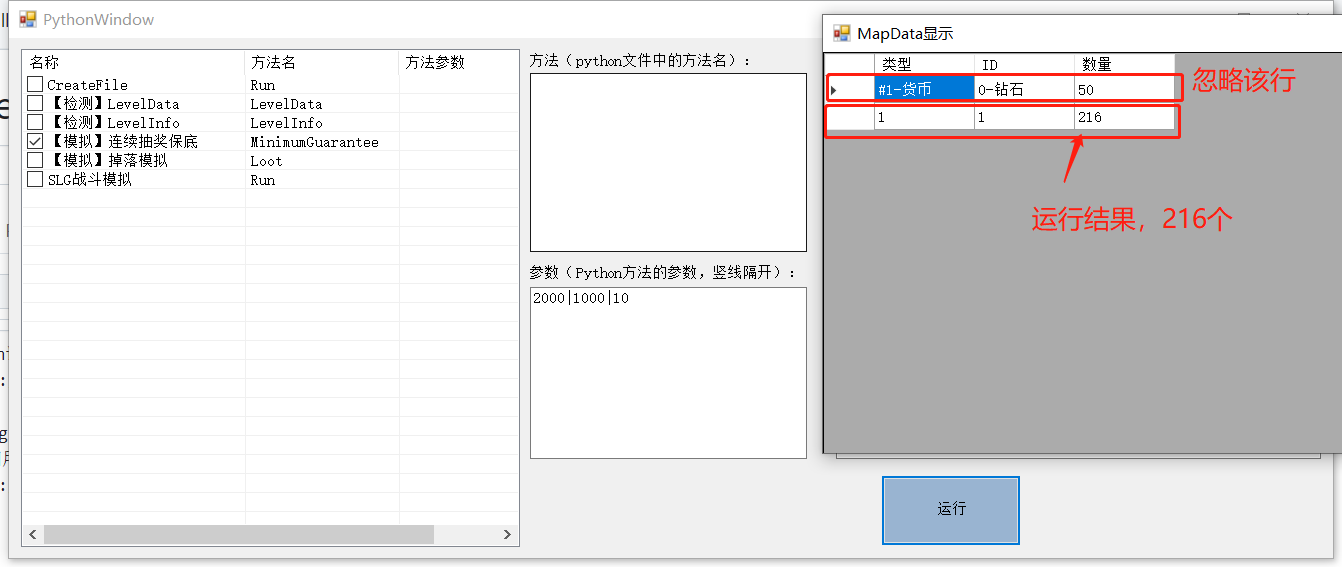 PythonWindow
名称 方法名 方法参数
CreateFile Run
【检测】LevelData LevelData
【检测】LevelInfo LevelInfo
【模拟】连续抽奖保底 MinimumGuarantee
【模拟】掉落模拟 Loot
SLG战斗模拟 Run
方法（python文件中的方法名）：
参数（Python方法的参数，竖线隔开）：
2000|1000|10
MapData显示
类型 ID 数量
#1-货币 0-钻石 50
1 1 216
忽略该行
运行结果，216个
运行